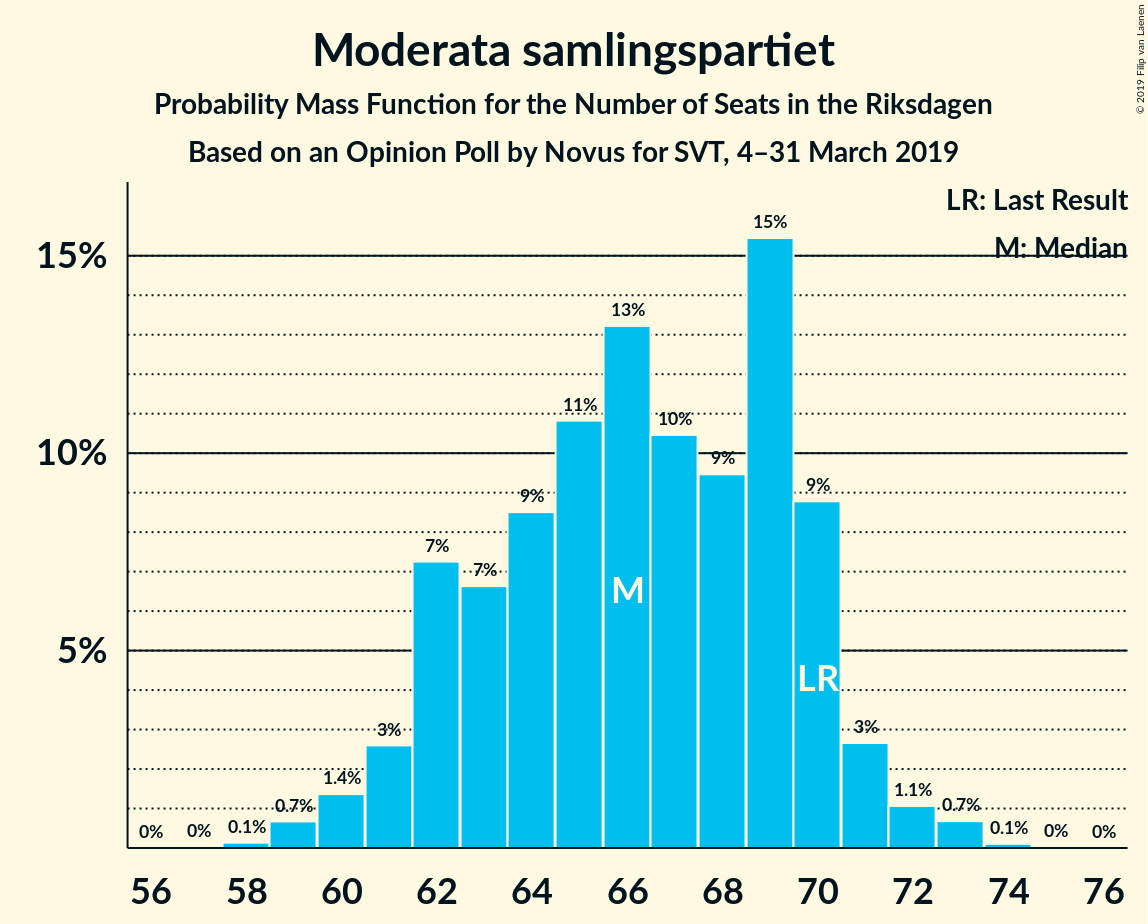 Moderata samlingspartiet
Probability Mass Function for the Number of Seats in the Riksdagen
Based on an Opinion Poll by Novus for SVT, 4–31 March 2019
© 2019 Filip van Laenen
LR: Last Result
M: Median
15%
10%
5%
0%
0%
0.1%
0.7%
1.4%
3%
7%
7%
9%
11%
13%
10%
9%
15%
9%
3%
1.1%
0.7%
0.1%
0%
0%
M
LR
56 58 60 62 64 66 68 70 72 74 76